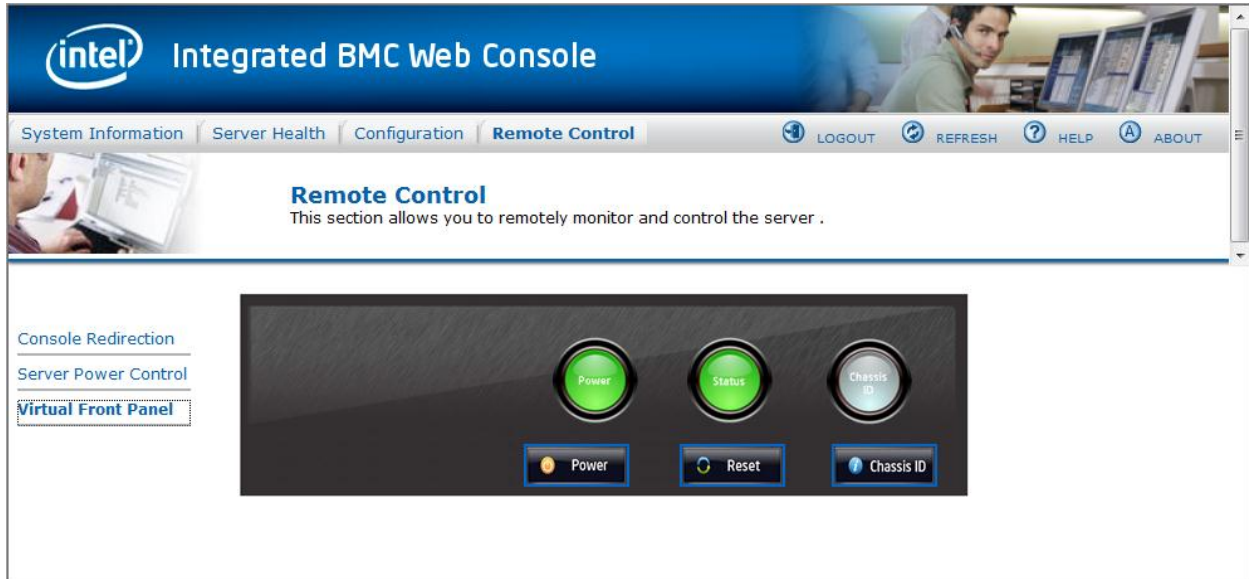 intel Integrated BMC Web Console
System Information Server Health Configuration Remote Control LOGOUT REFRESH HELP ABOUT
Remote Control
This section allows you to remotely monitor and control the server .
Console Redirection
Server Power Control
Virtual Front Panel
Power Status Chassis ID
Power Reset Chassis ID